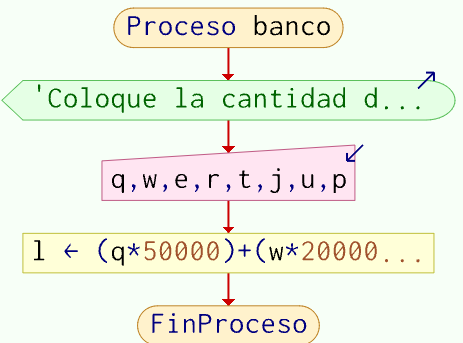 Proceso banco
'Coloque la cantidad d...
q,w,e,r,t,j,u,p
l ← (q*50000)+(w*20000...
FinProceso